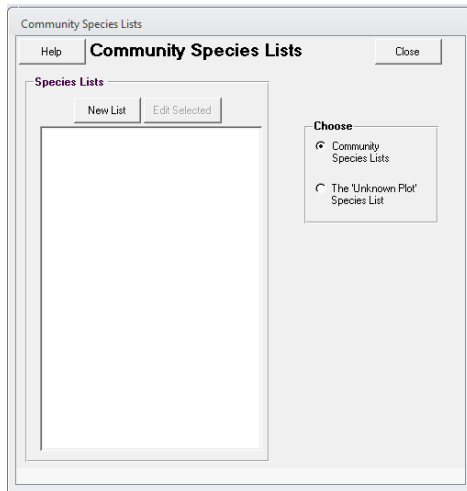 Community Species Lists
Help
Community Species Lists
Close
Species Lists
New List
Edit Selected
Choose
Community
Species Lists
The 'Unknown Plot'
Species List